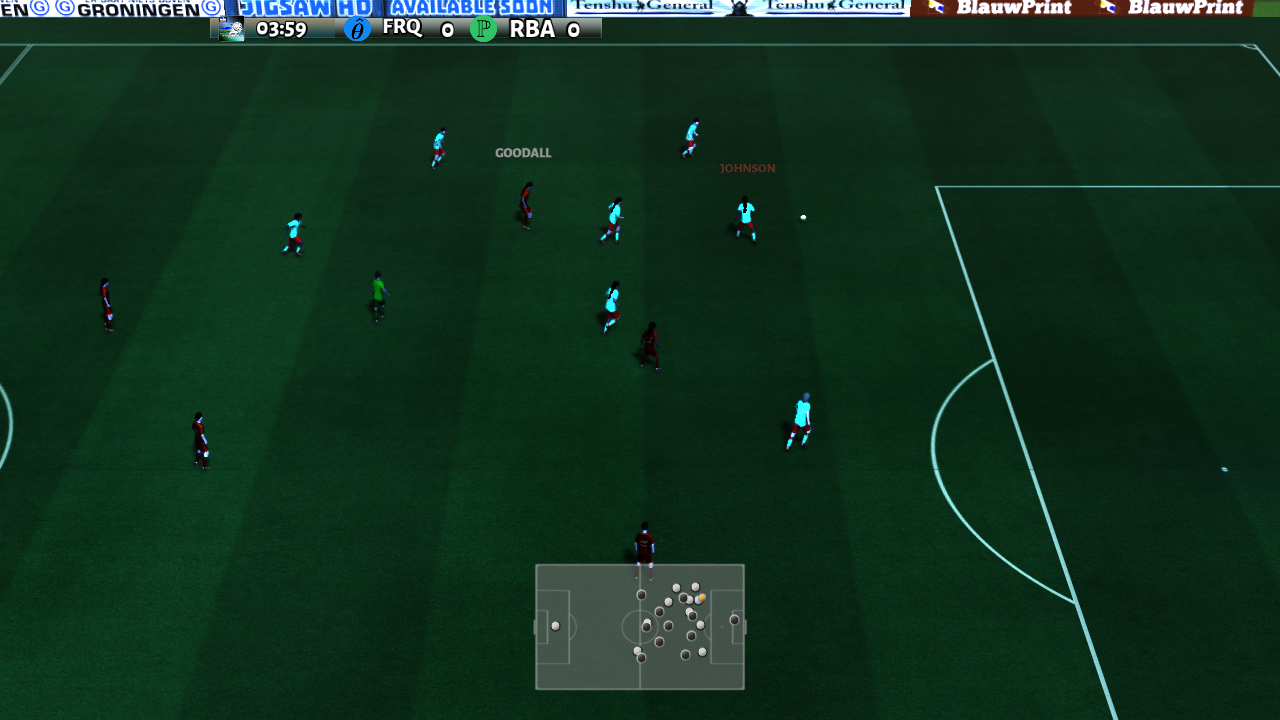 EN G G GRONINGEN G JIGSAW HD AVAILABLE SOON Tenshu General Tenshu General BlauwPrint BlauwPrint
03:59 FRQ 0 P RBA 0
GOODALL
JOHNSON